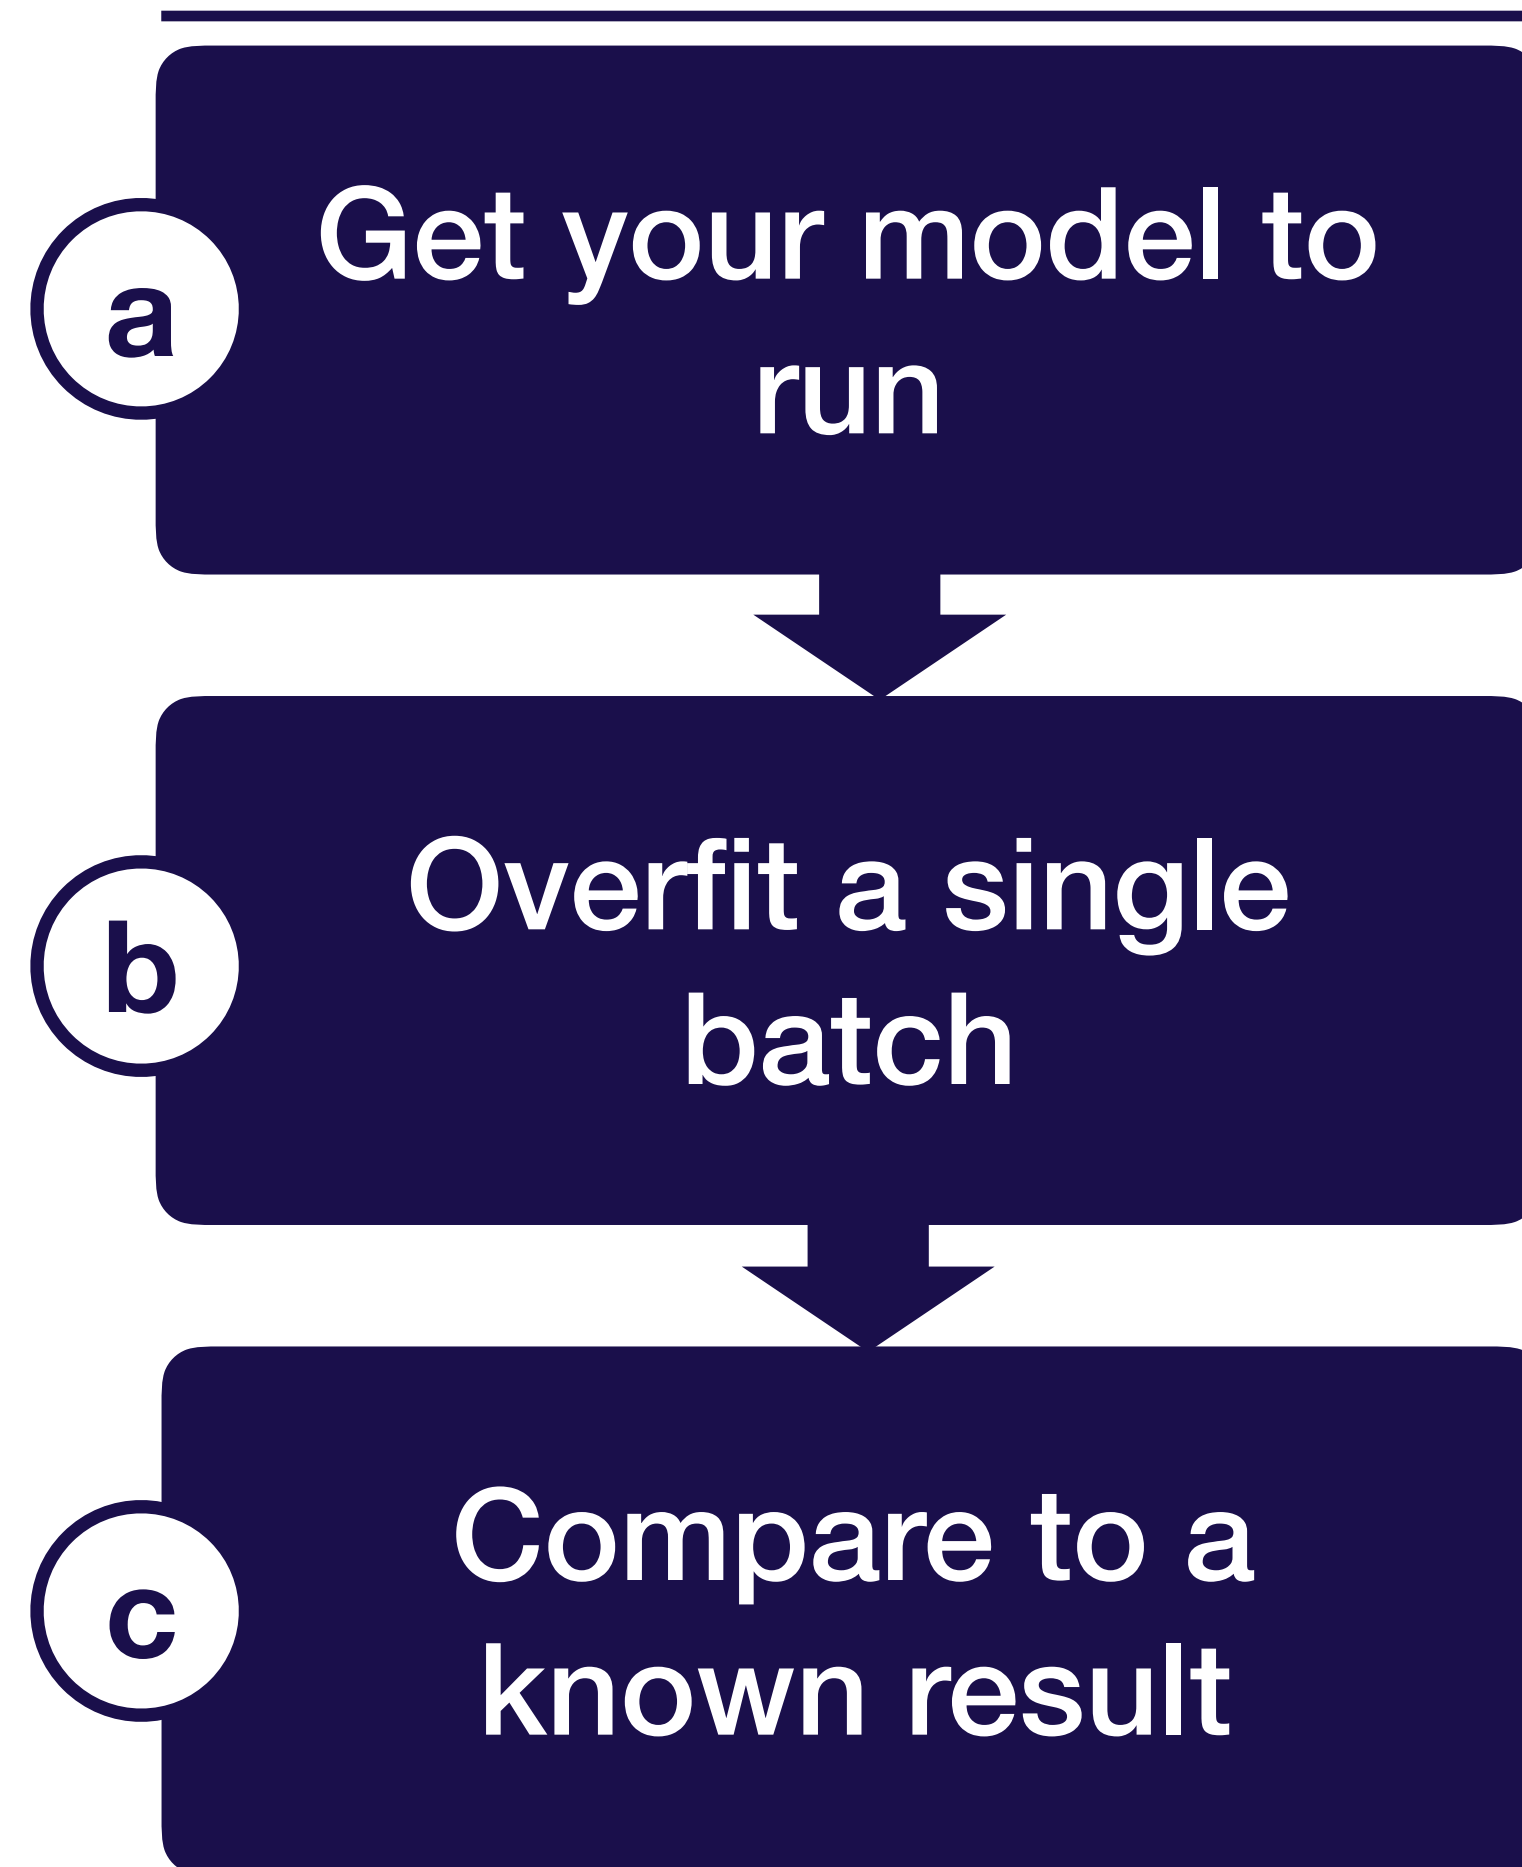 a
Get your model to
run
b
Overfit a single
batch
c
Compare to a
known result